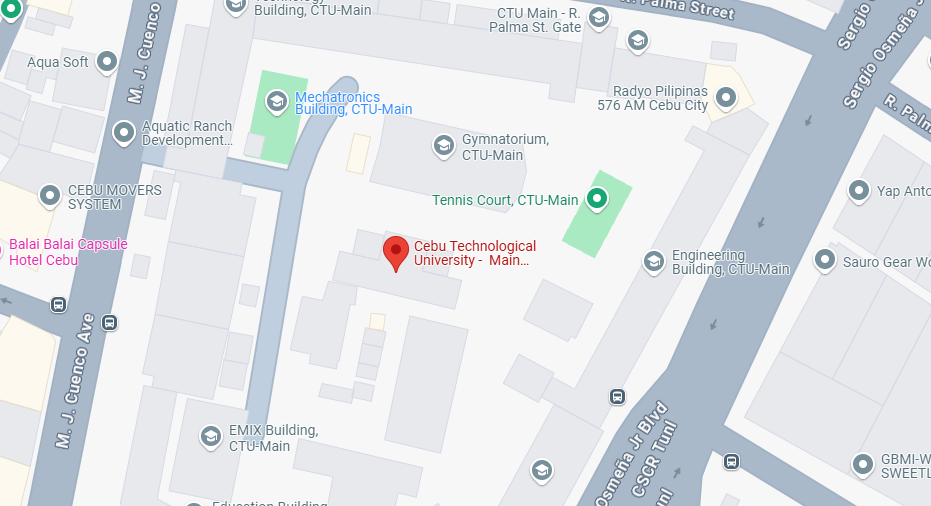 Building, CTU-Main
R. Palma Street
CTU Main - R.
Palma St. Gate
Sergio
Sergio Osmeña
M. J. Cuenco
Aqua Soft
Mechatronics
Building, CTU-Main
Radyo Pilipinas
576 AM Cebu City
R. Palma
Aquatic Ranch
Development...
Gymnatorium,
CTU-Main
CEBU MOVERS
SYSTEM
Tennis Court, CTU-Main
Yap Anto
Balai Balai Capsule
Hotel Cebu
Cebu Technological
University - Main...
Engineering
Building, CTU-Main
Sauro Gear Wo
M. J. Cuenco Ave
EMIX Building,
CTU-Main
Osmeña Jr Blvd
CSCR Tunl
unl
GBMI-W
SWEETL
Education Building